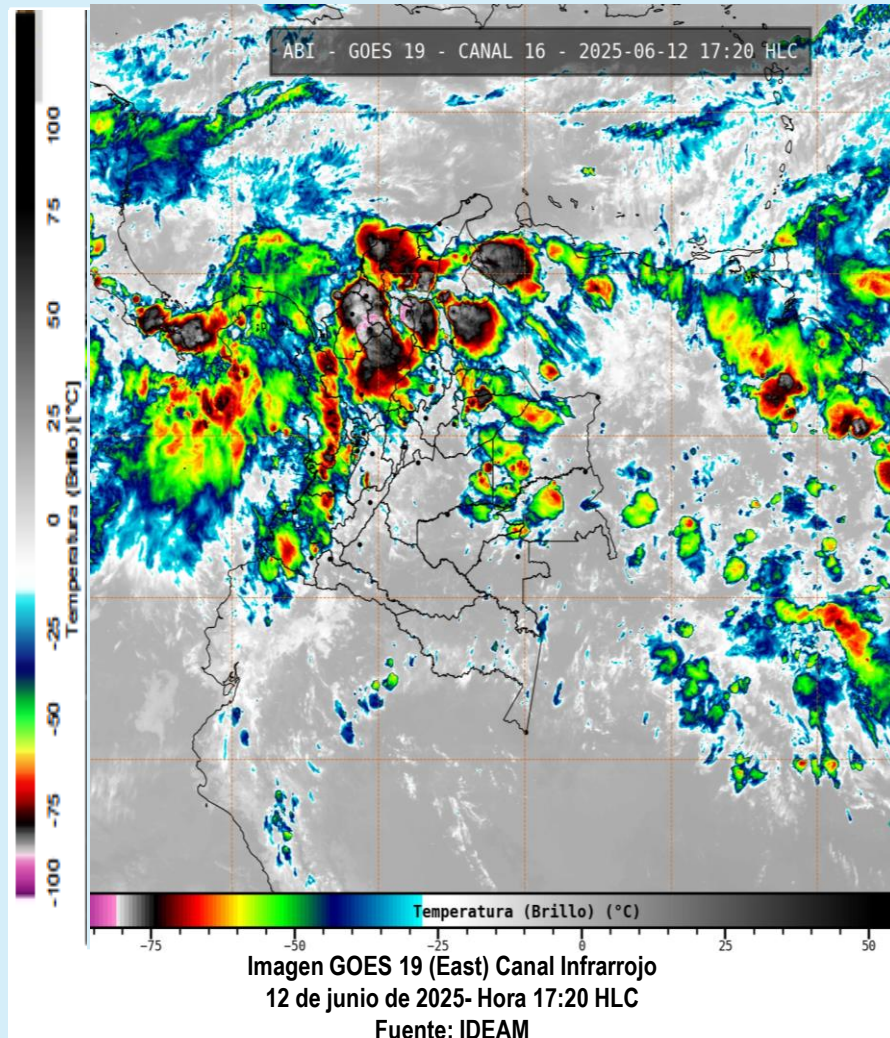 ABI - GOES 19 - CANAL 16 - 2025-06-12 17:20 HLC
100
75
50
25
0
-25
-50
-75
-100
Temperatura (Brillo) [°C]
Temperatura (Brillo) (°C)
−75
−50
−25
0
25
50
Imagen GOES 19 (East) Canal Infrarrojo
12 de junio de 2025- Hora 17:20 HLC
Fuente: IDEAM